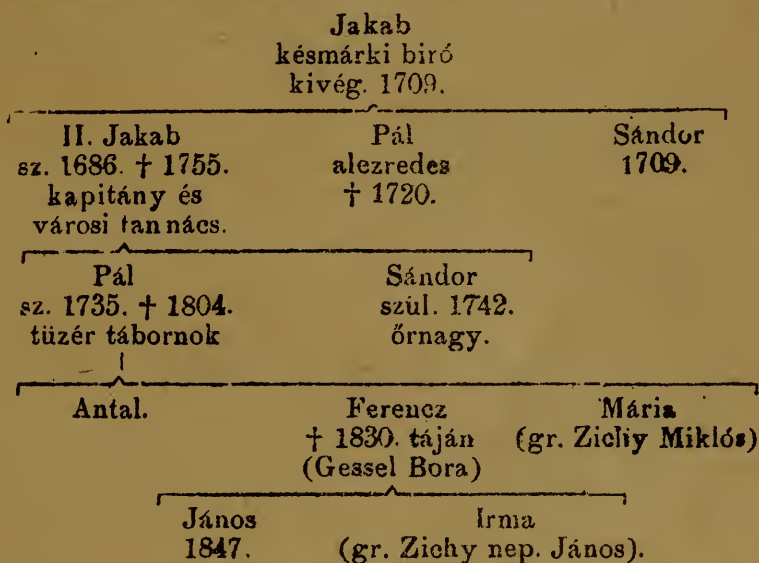 Jakab
késmárki biró
kivég. 1709.
II. Jakab Pál Sándor
sz. 1686. † 1755. alezredes 1709.
kapitány és † 1720.
városi tannács.
Pál Sándor
sz. 1735. † 1804. szül. 1742.
tüzér tábornok őrnagy.
Antal. Ferencz Mária
† 1830. táján (gr. Zichy Miklós)
(Gessel Bora)
János Irma
1847. (gr. Zichy nep. János).